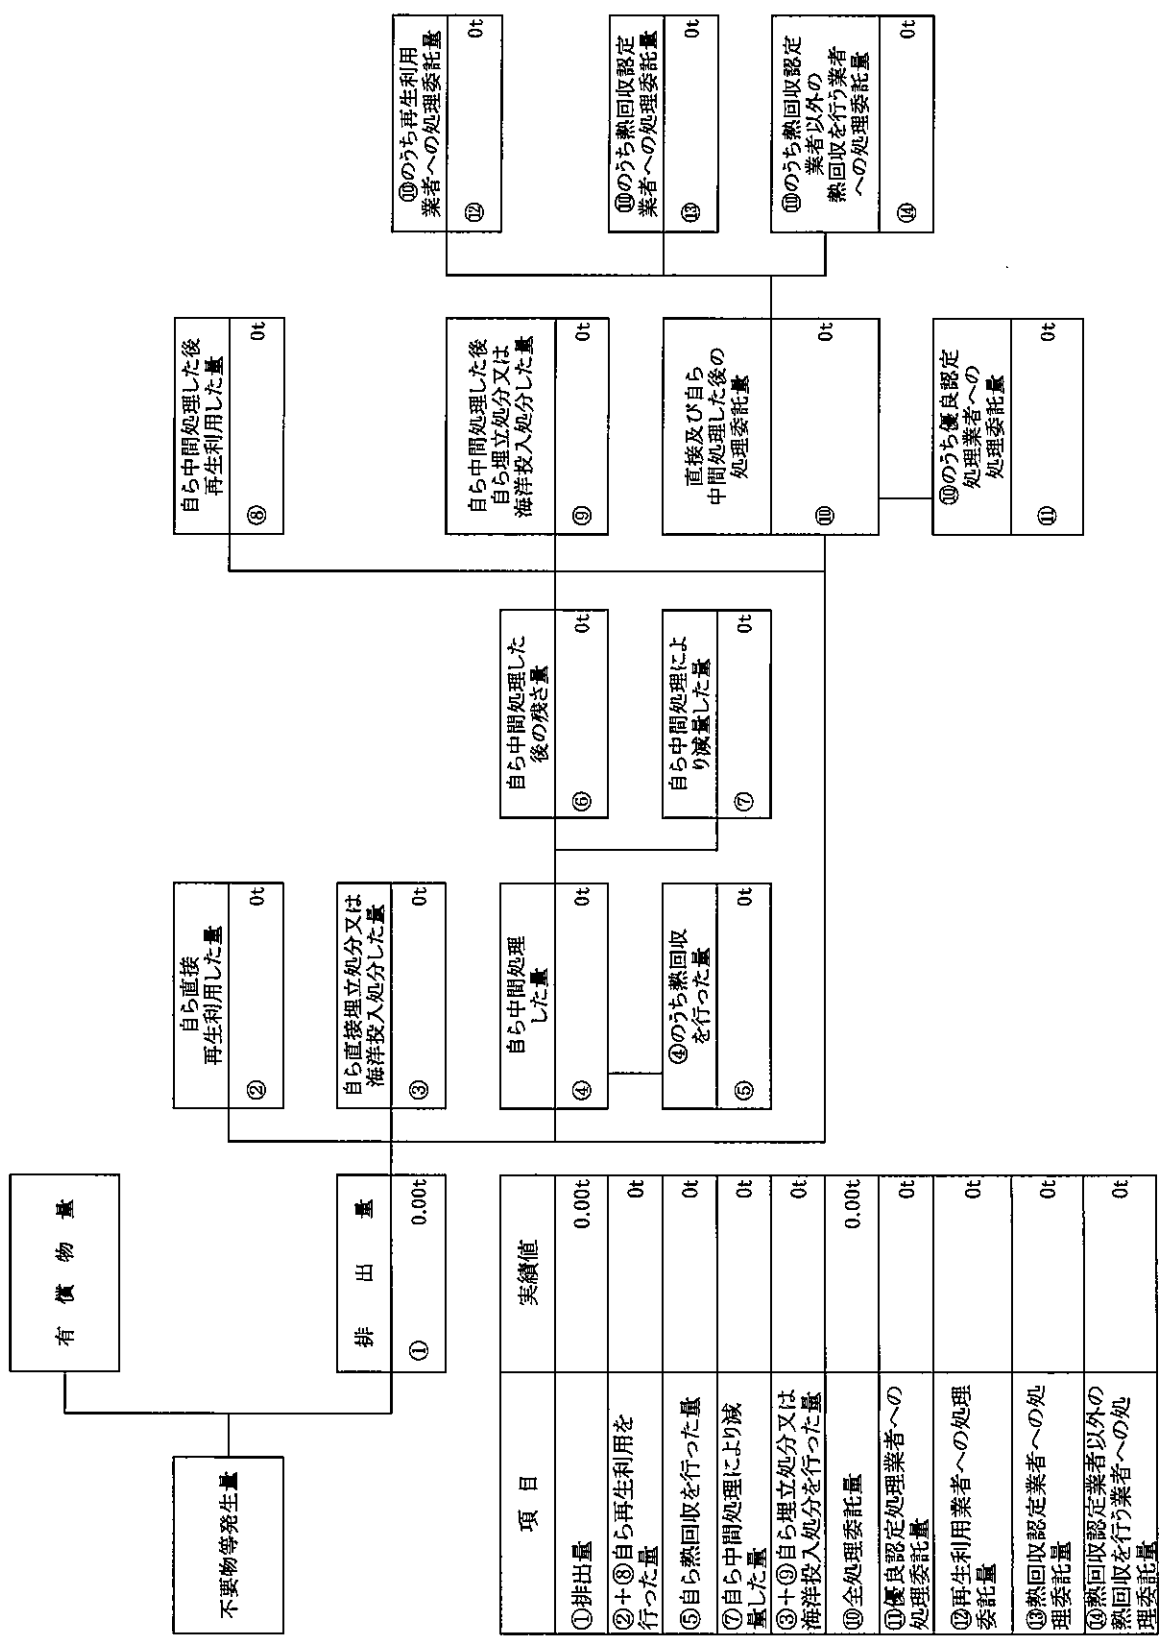 有 償 物 量
不要物等発生量
排 出 量
① 0.00t
自ら直接
再生利用した量
② 0t
自ら直接埋立処分又は
海洋投入処分した量
③ 0t
自ら中間処理
した量
④ 0t
④のうち熱回収
を行った量
⑤ 0t
自ら中間処理した
後の残さ量
⑥ 0t
自ら中間処理によ
り減量した量
⑦ 0t
自ら中間処理した後
再生利用した量
⑧ 0t
自ら中間処理した後
自ら埋立処分又は
海洋投入処分した量
⑨ 0t
直接及び自ら
中間処理した後の
処理委託量
⑩ 0t
⑩のうち優良認定
処理業者への
処理委託量
⑪ 0t
⑩のうち再生利用
業者への処理委託量
⑫ 0t
⑩のうち熱回収認定
業者への処理委託量
⑬ 0t
⑩のうち熱回収認定
業者以外の
熱回収を行う業者
への処理委託量
⑭ 0t
項 目 実績値
①排出量 0.00t
②+⑧自ら再生利用を
行った量 0t
⑤自ら熱回収を行った量 0t
⑦自ら中間処理により減
量した量 0t
③+⑨自ら埋立処分又は
海洋投入処分を行った量 0t
⑩全処理委託量 0.00t
⑪優良認定処理業者への
処理委託量 0t
⑫再生利用業者への処理
委託量 0t
⑬熱回収認定業者への処
理委託量 0t
⑭熱回収認定業者以外の
熱回収を行う業者への処
理委託量 0t